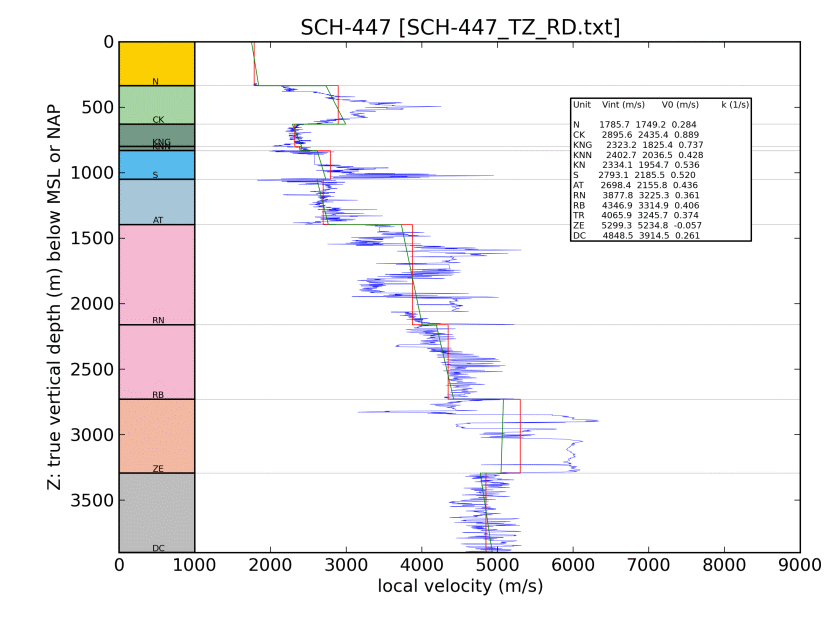 SCH-447 [SCH-447_TZ_RD.txt]
Z: true vertical depth (m) below MSL or NAP
0
500
1000
1500
2000
2500
3000
3500
N
CK
KNG
KNN
S
AT
RN
RB
ZE
DC
Unit Vint (m/s) V0 (m/s) k (1/s)
N 1785.7 1749.2 0.284
CK 2895.6 2435.4 0.889
KNG 2323.2 1825.4 0.737
KNN 2402.7 2036.5 0.428
KN 2334.1 1954.7 0.536
S 2793.1 2185.5 0.520
AT 2698.4 2155.8 0.436
RN 3877.8 3225.3 0.361
RB 4346.9 3314.9 0.406
TR 4065.9 3245.7 0.374
ZE 5299.3 5234.8 -0.057
DC 4848.5 3914.5 0.261
0 1000 2000 3000 4000 5000 6000 7000 8000 9000
local velocity (m/s)